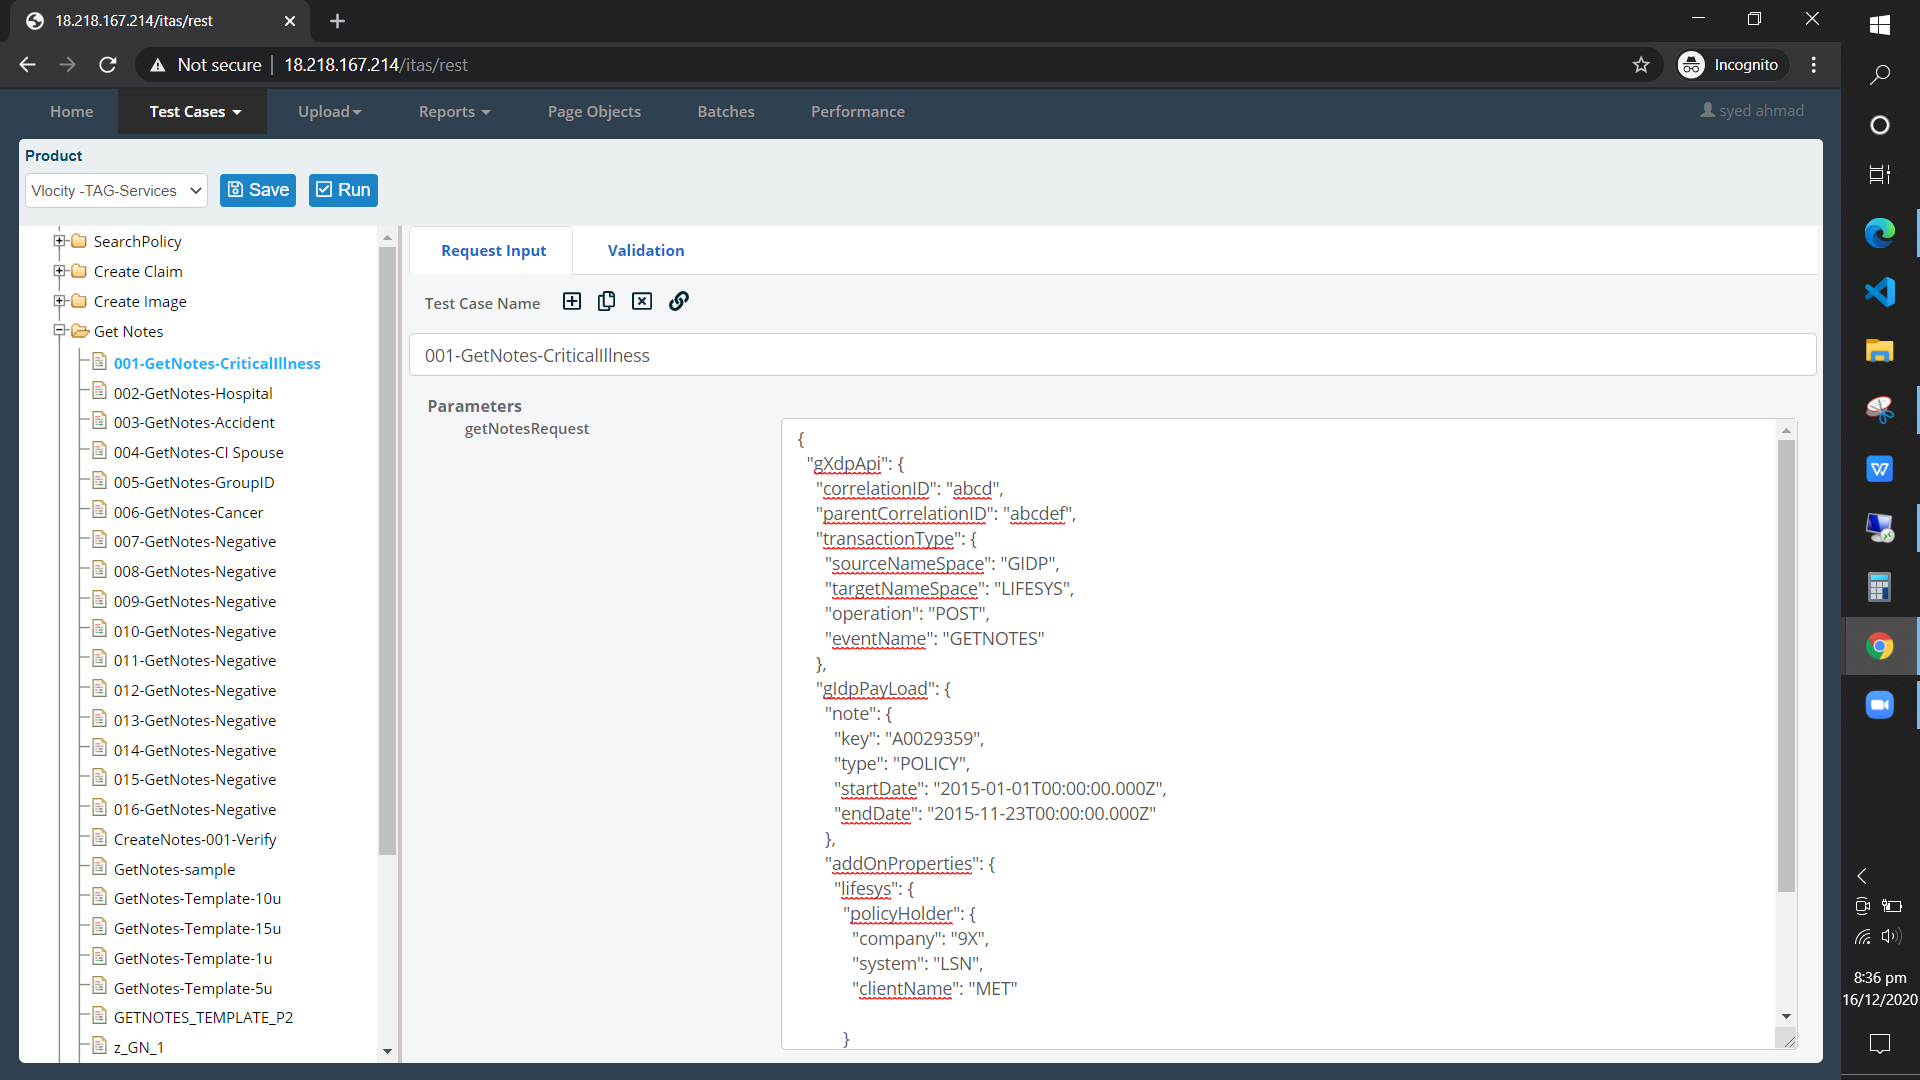 18.218.167.214/itas/rest
Not secure
18.218.167.214/itas/rest
Incognito
Home
Test Cases
Upload
Reports
Page Objects
Batches
Performance
syed ahmad
Product
Vlocity -TAG-Services
Save
Run
SearchPolicy
Create Claim
Create Image
Get Notes
001-GetNotes-CriticalIllness
002-GetNotes-Hospital
003-GetNotes-Accident
004-GetNotes-CI Spouse
005-GetNotes-GroupID
006-GetNotes-Cancer
007-GetNotes-Negative
008-GetNotes-Negative
009-GetNotes-Negative
010-GetNotes-Negative
011-GetNotes-Negative
012-GetNotes-Negative
013-GetNotes-Negative
014-GetNotes-Negative
015-GetNotes-Negative
016-GetNotes-Negative
CreateNotes-001-Verify
GetNotes-sample
GetNotes-Template-10u
GetNotes-Template-15u
GetNotes-Template-1u
GetNotes-Template-5u
GETNOTES_TEMPLATE_P2
z_GN_1
Request Input
Validation
Test Case Name
001-GetNotes-CriticalIllness
Parameters
getNotesRequest
{
"gXdpApi": {
"correlationID": "abcd",
"parentCorrelationID": "abcdef",
"transactionType": {
"sourceNameSpace": "GIDP",
"targetNameSpace": "LIFESYS",
"operation": "POST",
"eventName": "GETNOTES"
},
"gIdpPayLoad": {
"note": {
"key": "A0029359",
"type": "POLICY",
"startDate": "2015-01-01T00:00:00.000Z",
"endDate": "2015-11-23T00:00:00.000Z"
},
"addOnProperties": {
"lifesys": {
"policyHolder": {
"company": "9X",
"system": "LSN",
"clientName": "MET"
}
8:36 pm
16/12/2020